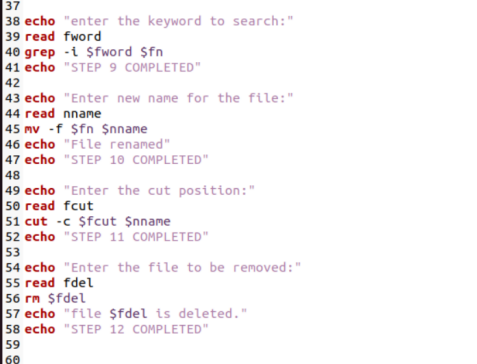 37
38 echo "enter the keyword to search:"
39 read fword
40 grep -i $fword $fn
41 echo "STEP 9 COMPLETED"
42
43 echo "Enter new name for the file:"
44 read nname
45 mv -f $fn $nname
46 echo "File renamed"
47 echo "STEP 10 COMPLETED"
48
49 echo "Enter the cut position:"
50 read fcut
51 cut -c $fcut $nname
52 echo "STEP 11 COMPLETED"
53
54 echo "Enter the file to be removed:"
55 read fdel
56 rm $fdel
57 echo "file $fdel is deleted."
58 echo "STEP 12 COMPLETED"
59
60